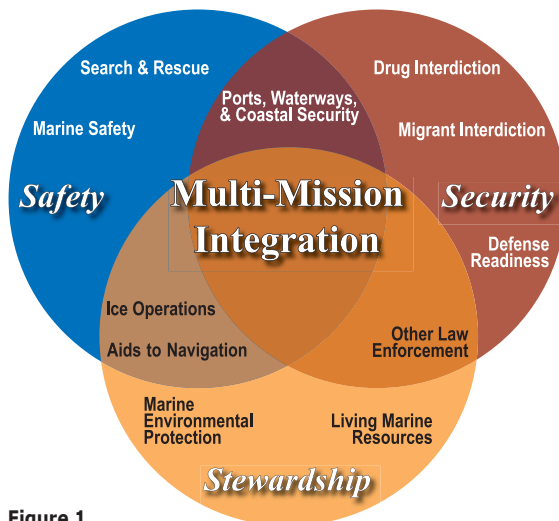 Search & Rescue
Drug Interdiction
Ports, Waterways,
& Coastal Security
Marine Safety
Migrant Interdiction
Safety
Multi-Mission
Integration
Security
Defense
Readiness
Ice Operations
Aids to Navigation
Other Law
Enforcement
Marine
Environmental
Protection
Living Marine
Resources
Stewardship
Figure 1